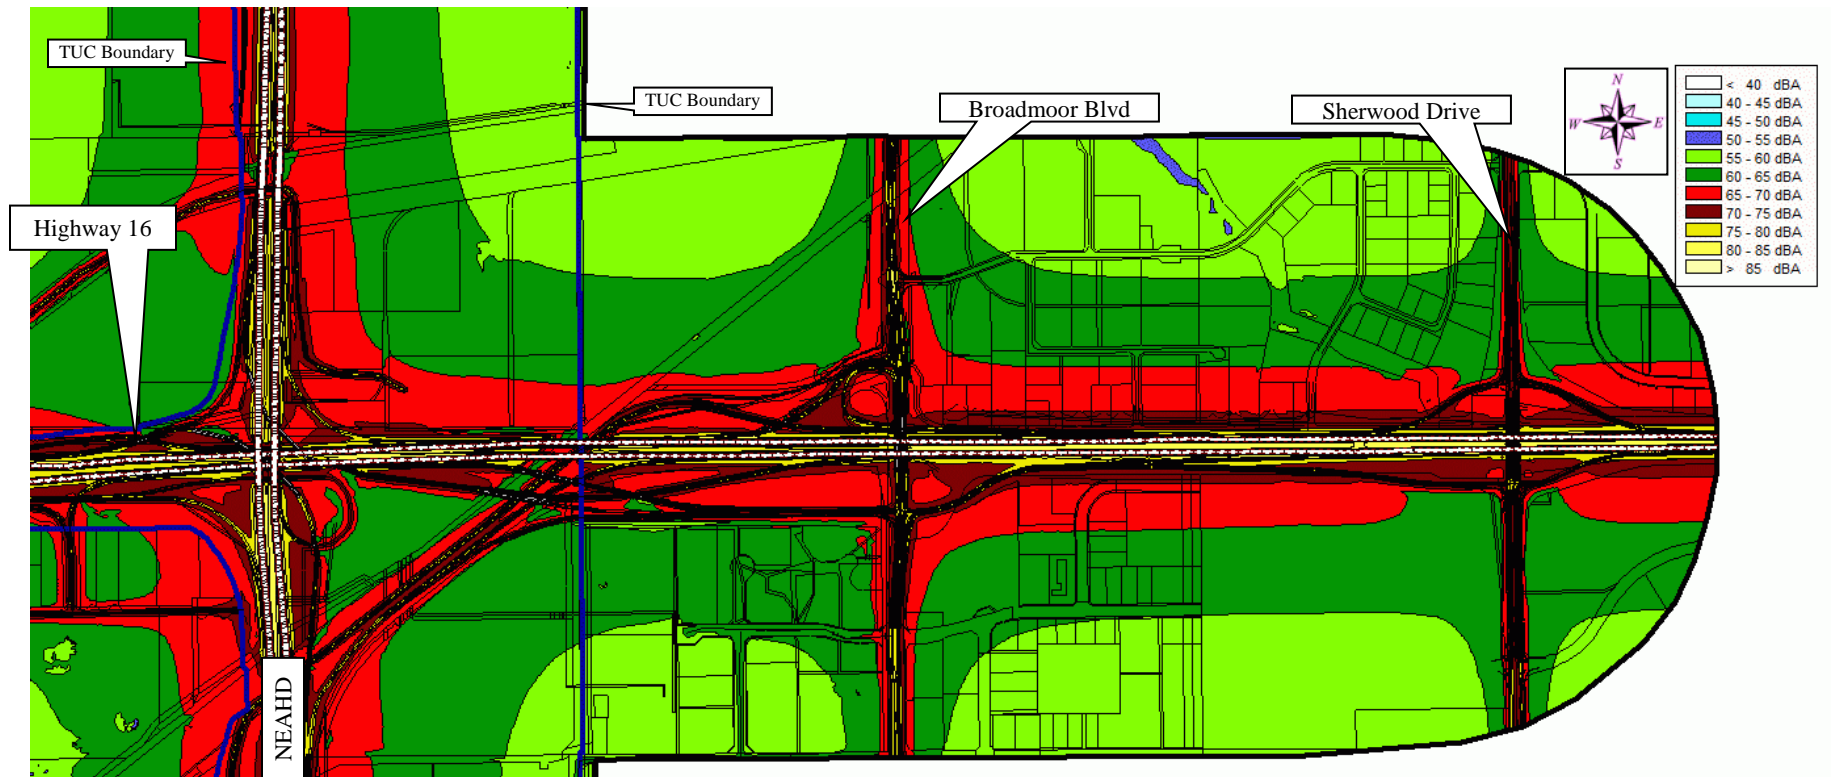 TUC Boundary
TUC Boundary
Broadmoor Blvd
Sherwood Drive
Highway 16
NEAHD
N
W E
S
< 40 dBA
40 - 45 dBA
45 - 50 dBA
50 - 55 dBA
55 - 60 dBA
60 - 65 dBA
65 - 70 dBA
70 - 75 dBA
75 - 80 dBA
80 - 85 dBA
> 85 dBA